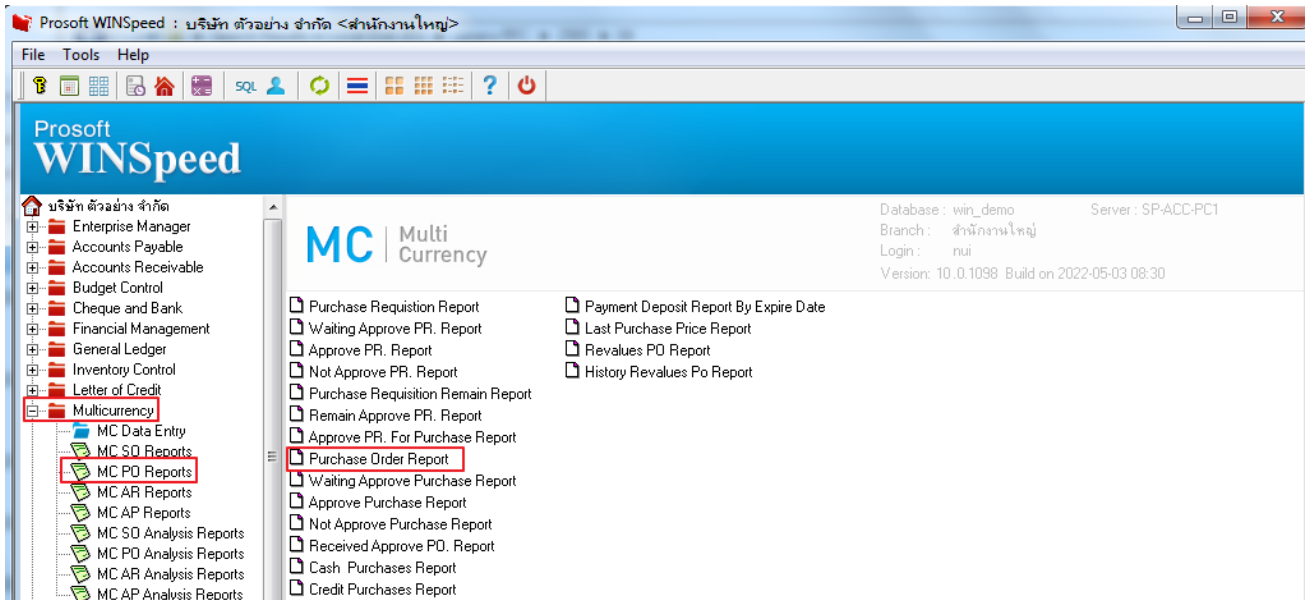 Prosoft WINSpeed : บริษัท ตัวอย่าง จำกัด <สำนักงานใหญ่>
File Tools Help
SQL
?
Prosoft
WINSpeed
บริษัท ตัวอย่าง จำกัด
Enterprise Manager
Accounts Payable
Accounts Receivable
Budget Control
Cheque and Bank
Financial Management
General Ledger
Inventory Control
Letter of Credit
Multicurrency
MC Data Entry
MC SO Reports
MC PO Reports
MC AR Reports
MC AP Reports
MC SO Analysis Reports
MC PO Analysis Reports
MC AR Analysis Reports
MC AP Analysis Reports
MC Multi
Currency
Database : win_demo Server : SP-ACC-PC1
Branch : สำนักงานใหญ่
Login : nui
Version: 10.0.1098 Build on 2022-05-03 08:30
Purchase Requistion Report
Waiting Approve PR. Report
Approve PR. Report
Not Approve PR. Report
Purchase Requisition Remain Report
Remain Approve PR. Report
Approve PR. For Purchase Report
Purchase Order Report
Waiting Approve Purchase Report
Approve Purchase Report
Not Approve Purchase Report
Received Approve PO. Report
Cash Purchases Report
Credit Purchases Report
Payment Deposit Report By Expire Date
Last Purchase Price Report
Revalues PO Report
History Revalues Po Report